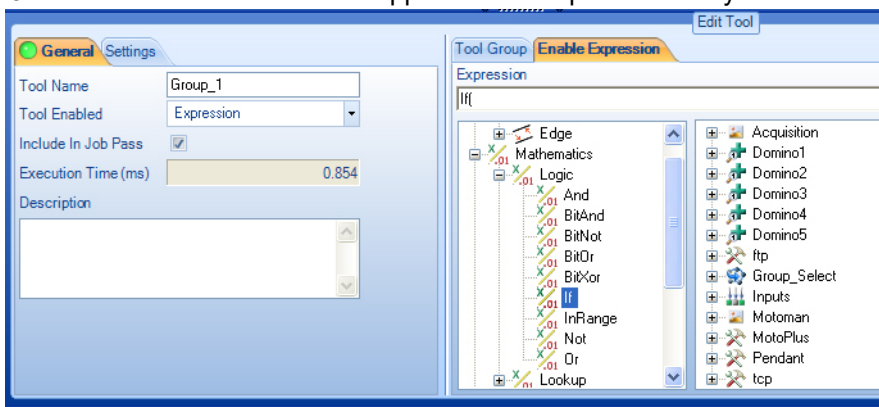 Edit Tool
General Settings
Tool Name Group_1
Tool Enabled Expression
Include In Job Pass
Execution Time (ms) 0.854
Description
Tool Group Enable Expression
Expression
If(
Edge
Mathematics
Logic
And
BitAnd
BitNot
BitOr
BitXor
If
InRange
Not
Or
Lookup
Acquisition
Domino1
Domino2
Domino3
Domino4
Domino5
ftp
Group_Select
Inputs
Motoman
MotoPlus
Pendant
tcp